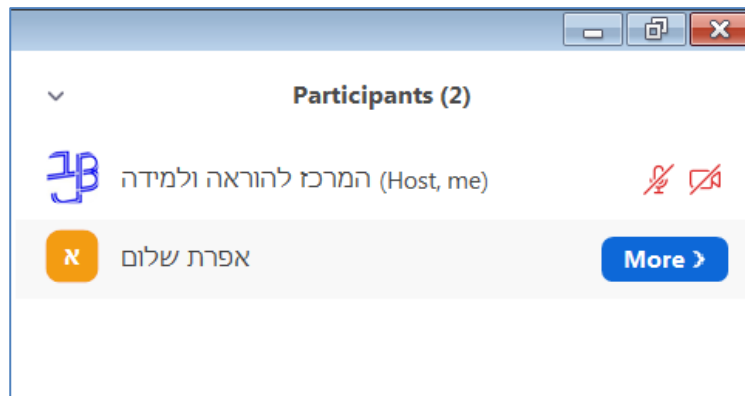 Participants (2)
המרכז להוראה ולמידה (Host, me)
א
אפרת שלום
More